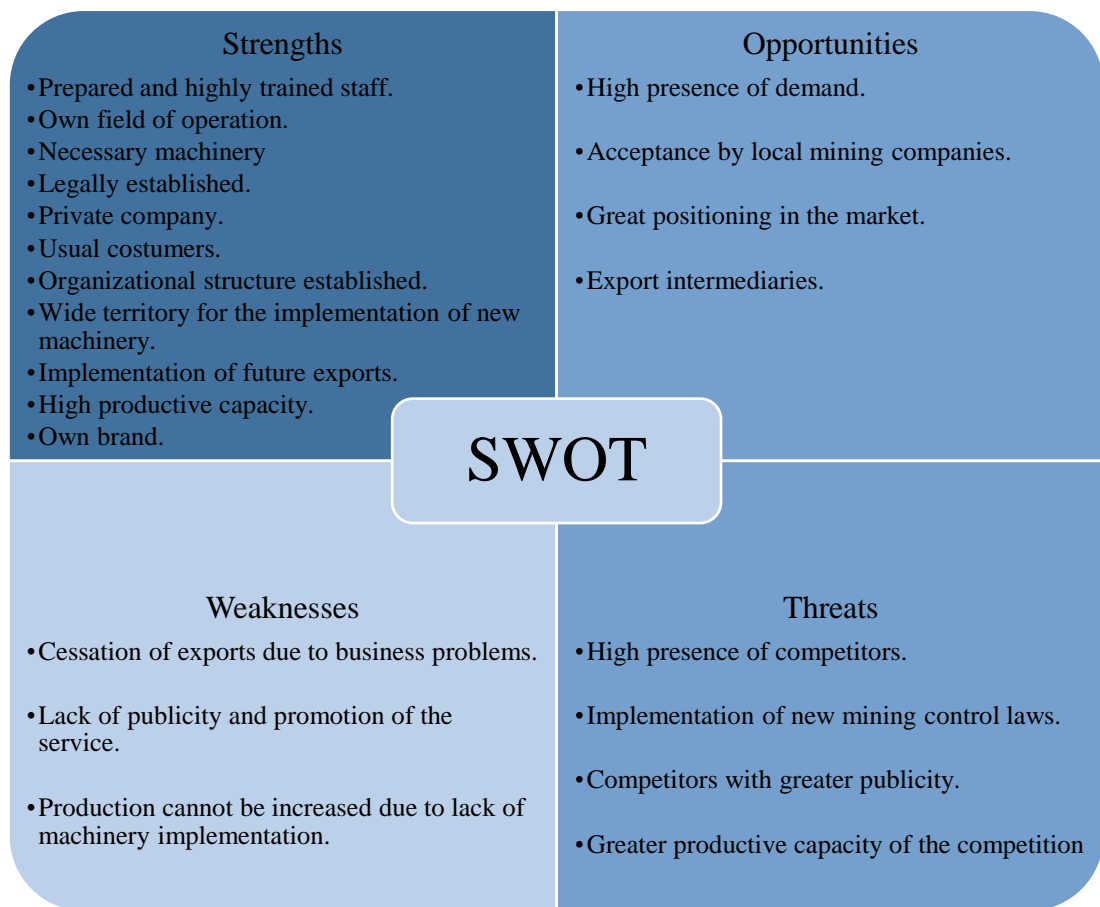 Strengths
•Prepared and highly trained staff.
•Own field of operation.
•Necessary machinery
•Legally established.
•Private company.
•Usual costumers.
•Organizational structure established.
•Wide territory for the implementation of new
machinery.
•Implementation of future exports.
•High productive capacity.
•Own brand.
Opportunities
•High presence of demand.
•Acceptance by local mining companies.
•Great positioning in the market.
•Export intermediaries.
SWOT
Weaknesses
•Cessation of exports due to business problems.
•Lack of publicity and promotion of the
service.
•Production cannot be increased due to lack of
machinery implementation.
Threats
•High presence of competitors.
•Implementation of new mining control laws.
•Competitors with greater publicity.
•Greater productive capacity of the competition